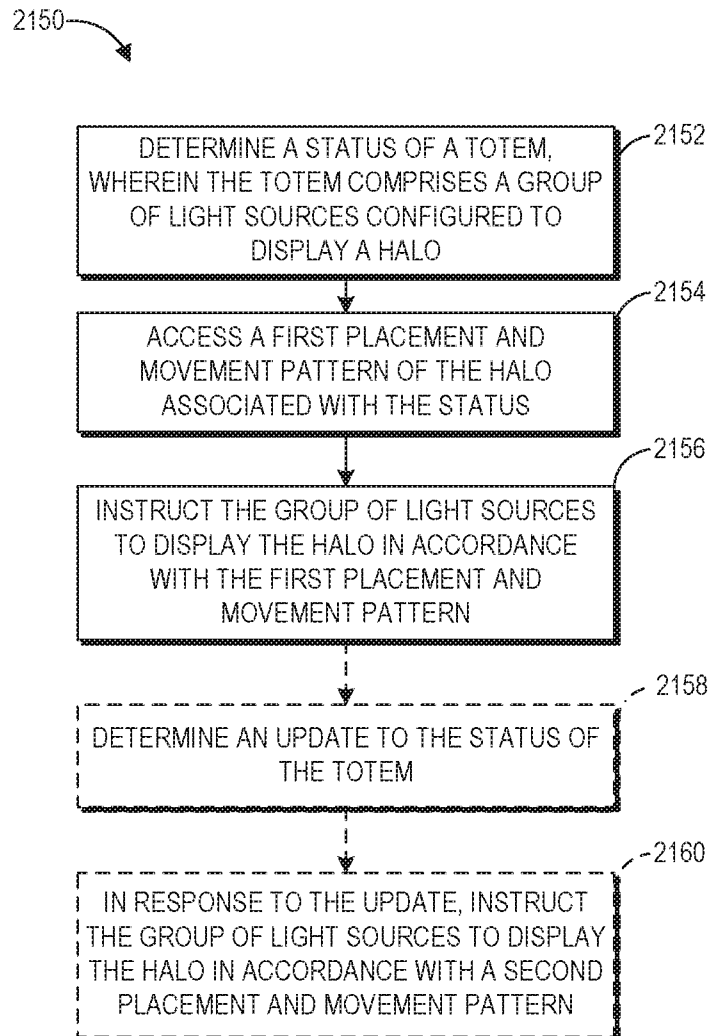 2150
DETERMINE A STATUS OF A TOTEM,
WHEREIN THE TOTEM COMPRISES A GROUP
OF LIGHT SOURCES CONFIGURED TO
DISPLAY A HALO
2152
ACCESS A FIRST PLACEMENT AND
MOVEMENT PATTERN OF THE HALO
ASSOCIATED WITH THE STATUS
2154
INSTRUCT THE GROUP OF LIGHT SOURCES
TO DISPLAY THE HALO IN ACCORDANCE
WITH THE FIRST PLACEMENT AND
MOVEMENT PATTERN
2156
DETERMINE AN UPDATE TO THE STATUS OF
THE TOTEM
2158
IN RESPONSE TO THE UPDATE, INSTRUCT
THE GROUP OF LIGHT SOURCES TO DISPLAY
THE HALO IN ACCORDANCE WITH A SECOND
PLACEMENT AND MOVEMENT PATTERN
2160